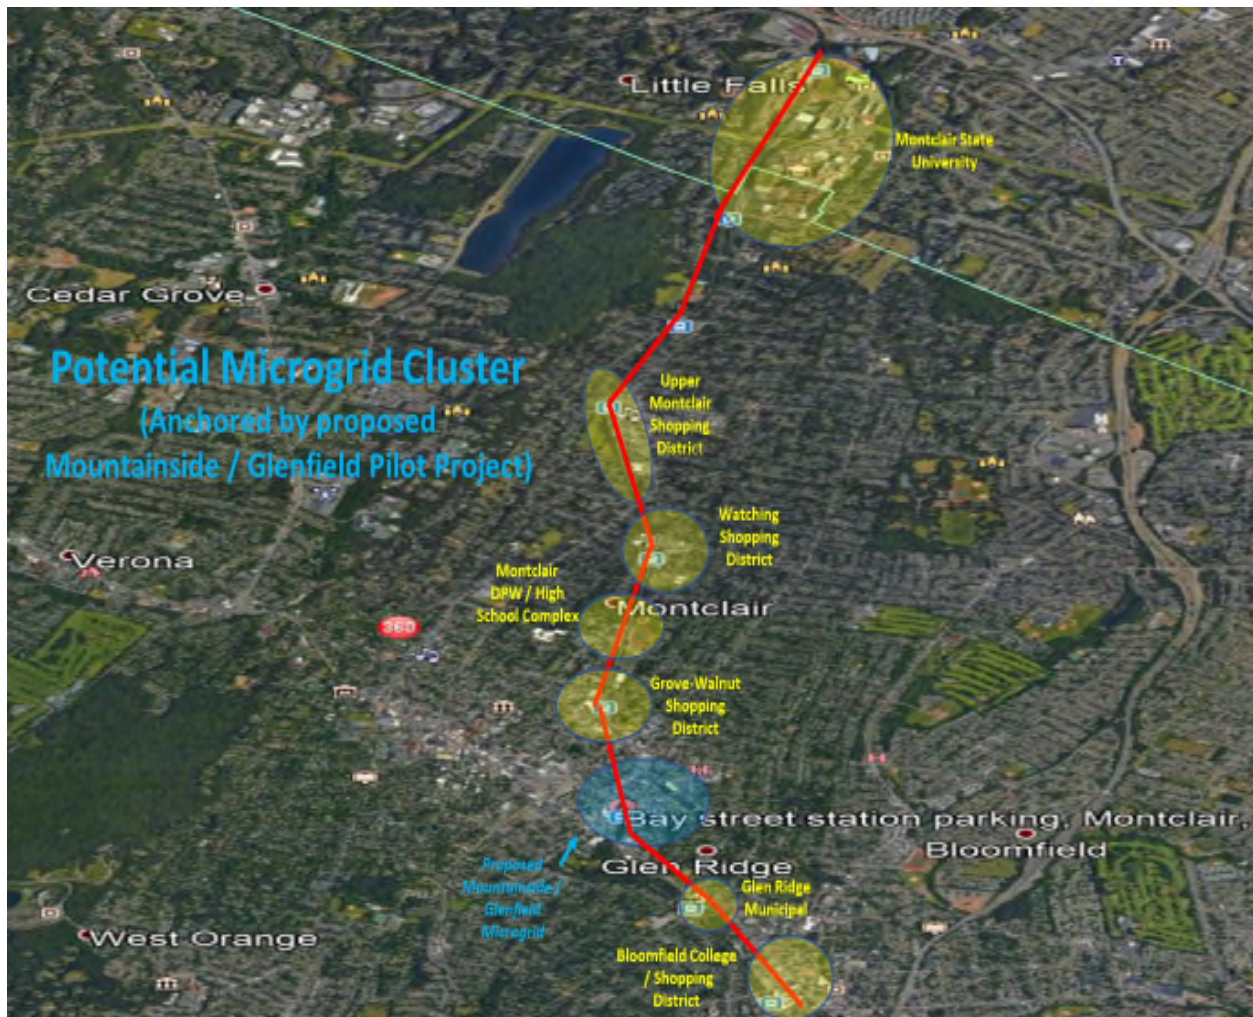 Little Falls
Montclair State
University
Cedar Grove
Potential Microgrid Cluster
(Anchored by proposed
Mountainside / Glenfield Pilot Project)
Upper
Montclair
Shopping
District
Watching
Shopping
District
Verona
Montclair
DPW / High
School Complex
Montclair
360
Grove-Walnut
Shopping
District
Bay street station parking, Montclair,
Bloomfield
Glen Ridge
Proposed
Mountainside /
Glenfield
Microgrid
Glen Ridge
Municipal
West Orange
Bloomfield College
/ Shopping
District